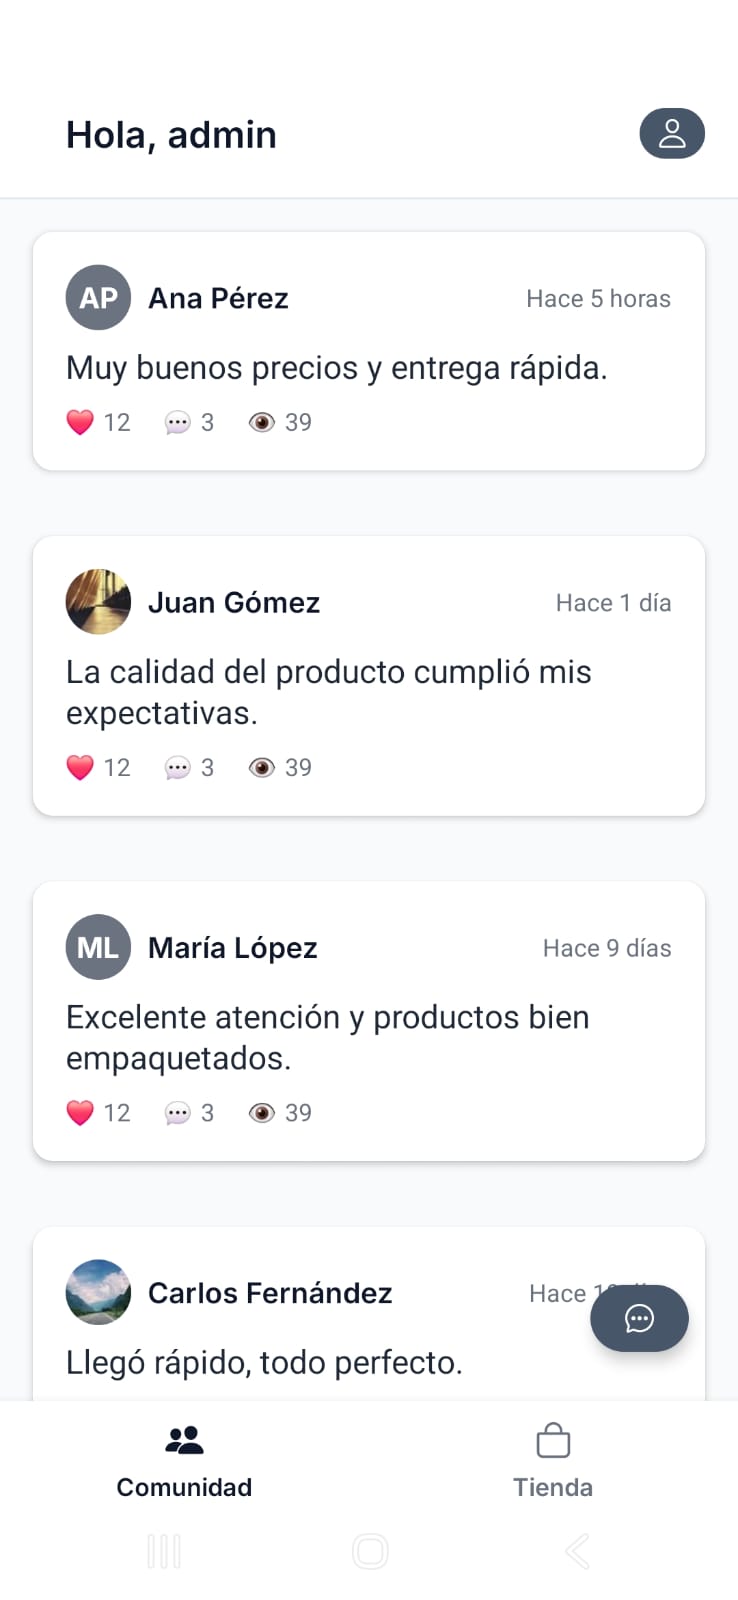 Hola, admin
AP Ana Pérez Hace 5 horas
Muy buenos precios y entrega rápida.
12 3 39
Juan Gómez Hace 1 día
La calidad del producto cumplió mis
expectativas.
12 3 39
ML María López Hace 9 días
Excelente atención y productos bien
empaquetados.
12 3 39
Carlos Fernández Hace
Llegó rápido, todo perfecto.
Comunidad Tienda